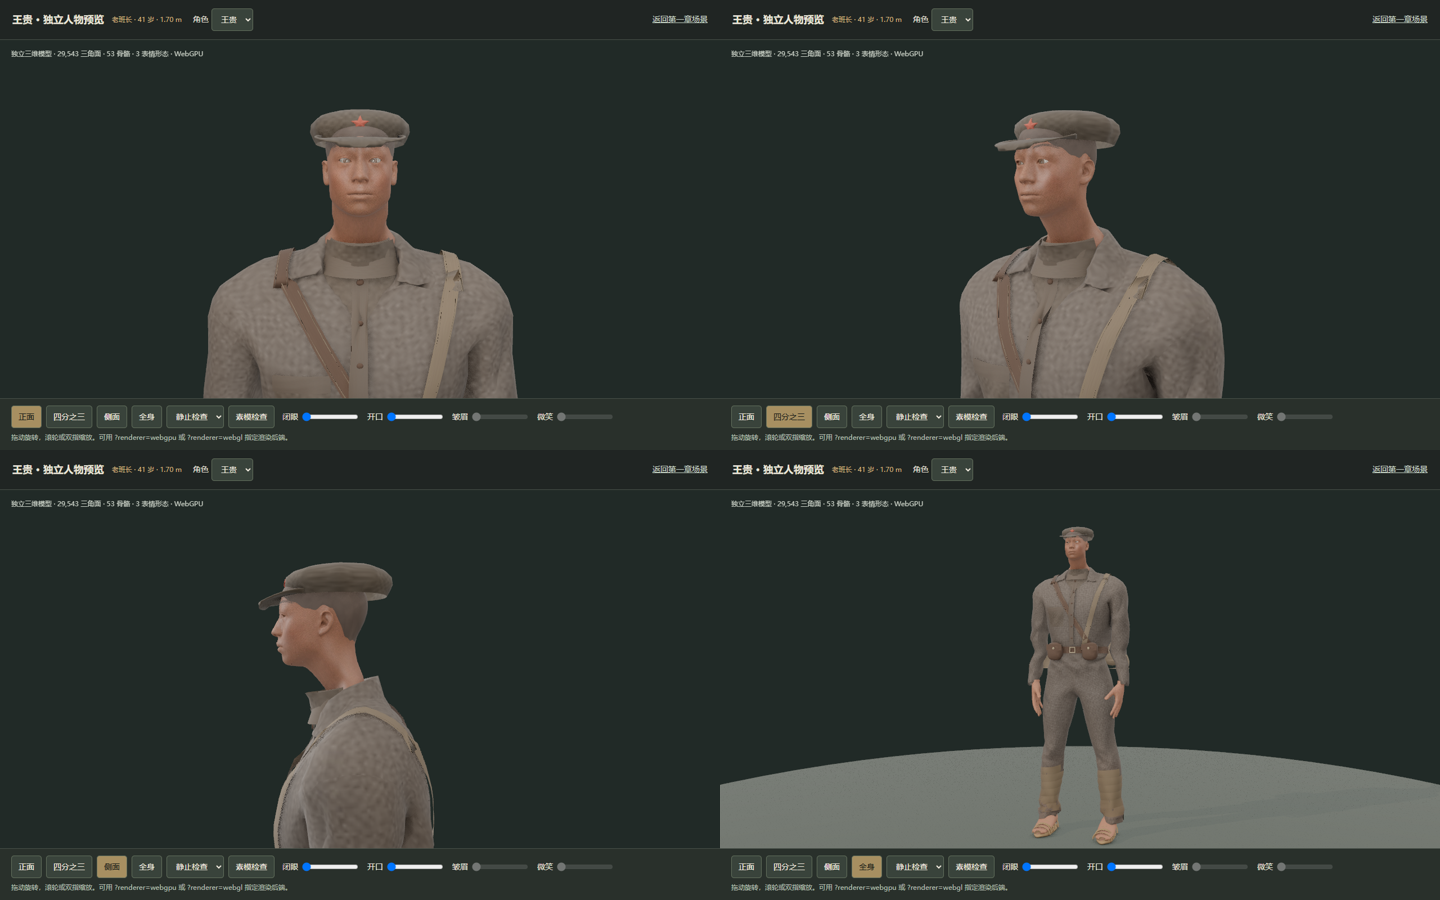 王贵 · 独立人物预览 老班长 · 41 岁 · 1.70 m 角色 王贵 返回第一章场景
独立三维模型 · 29,543 三角面 · 53 骨骼 · 3 表情形态 · WebGPU
正面 四分之三 侧面 全身 静止检查 素模检查 闭眼 开口 皱眉 微笑
拖动旋转，滚轮或双指缩放。可用 ?renderer=webgpu 或 ?renderer=webgl 指定渲染后端。
王贵 · 独立人物预览 老班长 · 41 岁 · 1.70 m 角色 王贵 返回第一章场景
独立三维模型 · 29,543 三角面 · 53 骨骼 · 3 表情形态 · WebGPU
正面 四分之三 侧面 全身 静止检查 素模检查 闭眼 开口 皱眉 微笑
拖动旋转，滚轮或双指缩放。可用 ?renderer=webgpu 或 ?renderer=webgl 指定渲染后端。
王贵 · 独立人物预览 老班长 · 41 岁 · 1.70 m 角色 王贵 返回第一章场景
独立三维模型 · 29,543 三角面 · 53 骨骼 · 3 表情形态 · WebGPU
正面 四分之三 侧面 全身 静止检查 素模检查 闭眼 开口 皱眉 微笑
拖动旋转，滚轮或双指缩放。可用 ?renderer=webgpu 或 ?renderer=webgl 指定渲染后端。
王贵 · 独立人物预览 老班长 · 41 岁 · 1.70 m 角色 王贵 返回第一章场景
独立三维模型 · 29,543 三角面 · 53 骨骼 · 3 表情形态 · WebGPU
正面 四分之三 侧面 全身 静止检查 素模检查 闭眼 开口 皱眉 微笑
拖动旋转，滚轮或双指缩放。可用 ?renderer=webgpu 或 ?renderer=webgl 指定渲染后端。